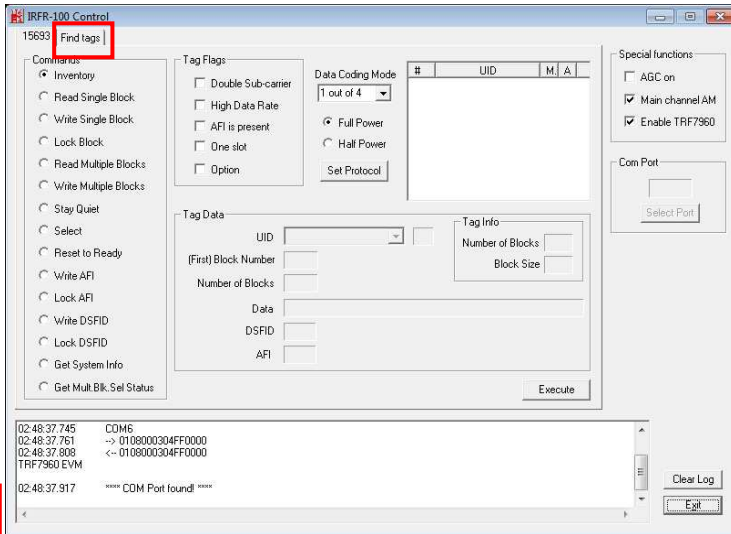 IRFR-100 Control
15693 Find tags
Commands
Inventory
Read Single Block
Write Single Block
Lock Block
Read Multiple Blocks
Write Multiple Blocks
Stay Quiet
Select
Reset to Ready
Write AFI
Lock AFI
Write DSFID
Lock DSFID
Get System Info
Get Mult.Blk.Sel Status
Tag Flags
Double Sub-carrier
High Data Rate
AFI is present
One slot
Option
Data Coding Mode
1 out of 4
Full Power
Half Power
Set Protocol
# UID M. A
Tag Data
UID
(First) Block Number
Number of Blocks
Data
DSFID
AFI
Tag Info
Number of Blocks
Block Size
Execute
Special functions
AGC on
Main channel AM
Enable TRF7960
Com Port
Select Port
02:48:37.745 COM6
02:48:37.761 --> 0108000304FF0000
02:48:37.808 <-- 0108000304FF0000
TRF7960 EVM
02:48:37.917 **** COM Port found! ****
Clear Log
Exit